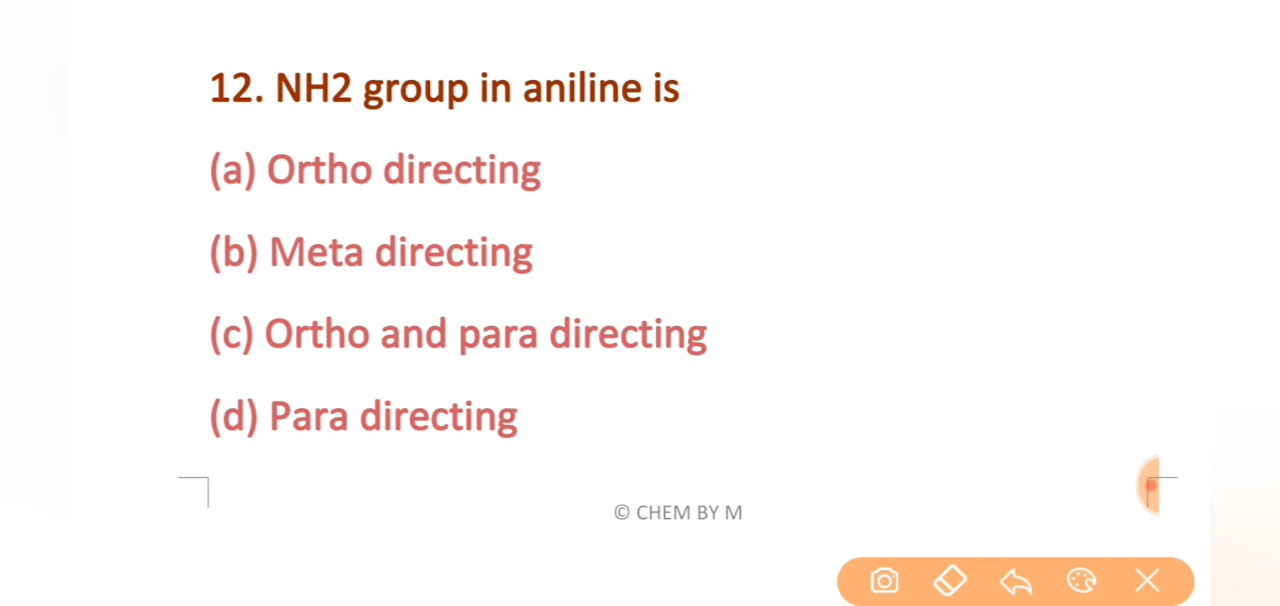 12. NH2 group in aniline is
(a) Ortho directing
(b) Meta directing
(c) Ortho and para directing
(d) Para directing
© CHEM BY M